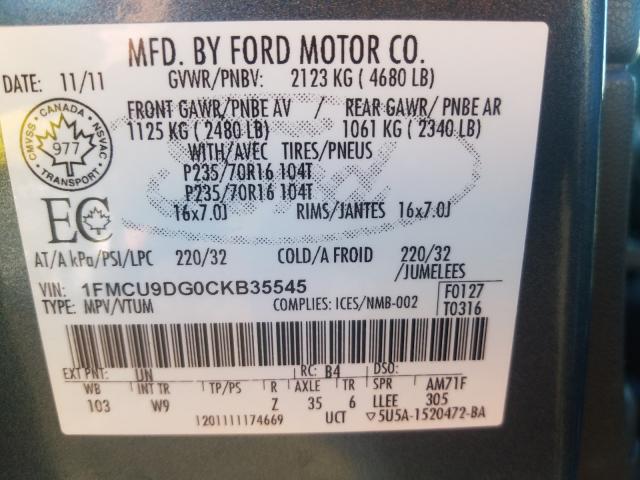 MFD. BY FORD MOTOR CO.
DATE: 11/11 GVWR/PNBV: 2123 KG ( 4680 LB)
FRONT GAWR/PNBE AV / REAR GAWR/ PNBE AR
1125 KG ( 2480 LB) 1061 KG ( 2340 LB)
CANADA
CMVSS NSVAC
977
TRANSPORT
WITH/AVEC TIRES/PNEUS
P235/70R16 104T
P235/70R16 104T
16x7.0J RIMS/JANTES 16x7.0J
EC
AT/A kPa/PSI/LPC 220/32 COLD/A FROID 220/32
/JUMELEES
VIN: 1FMCU9DG0CKB35545
TYPE: MPV/VTUM COMPLIES: ICES/NMB-002
F0127
T0316
EXT PNT: UN RC: B4 DSO:
WB INT TR TP/PS R AXLE TR SPR AM71F
103 W9 Z 35 6 LLEE 305
1201111174669 UCT ▽5U5A-1520472-BA